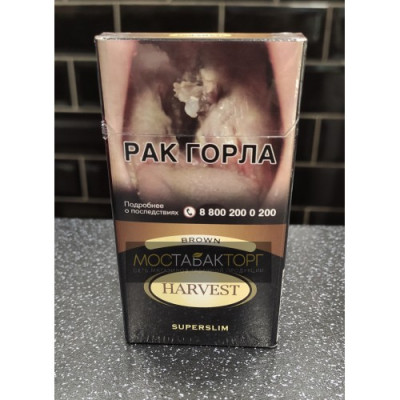 РАК ГОРЛА
Подробнее
о последствиях
8 800 200 0 200
BROWN
МОСТАБАКТОРГ
HARVEST
SUPERSLIM